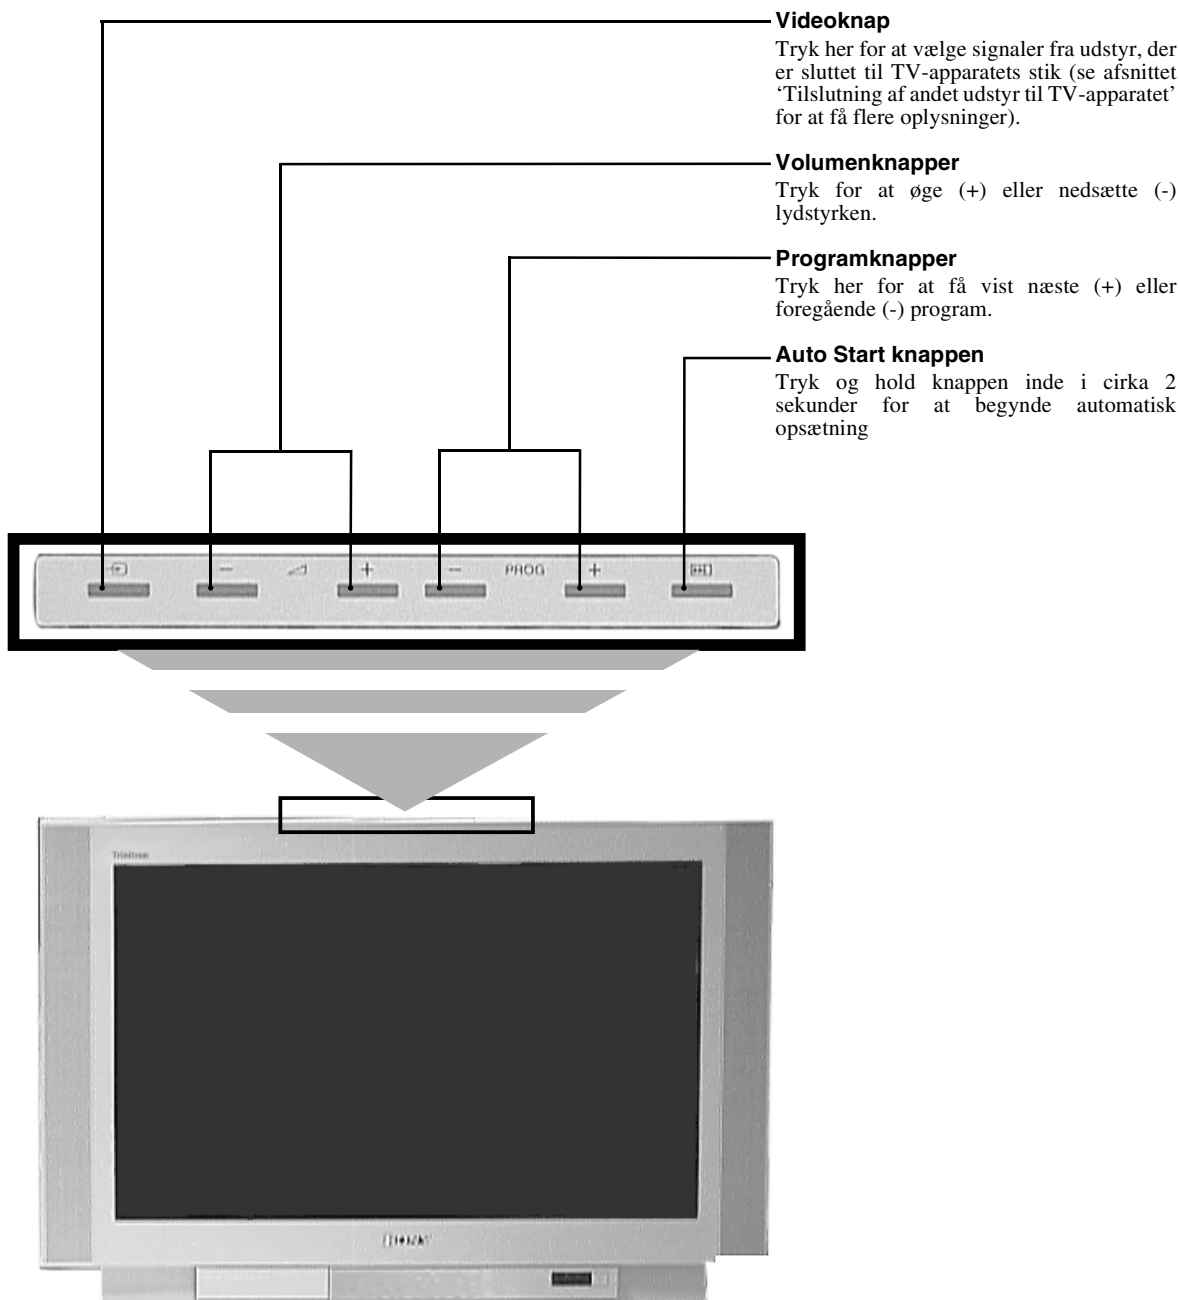 Videoknap
Tryk her for at vælge signaler fra udstyr, der
er sluttet til TV-apparatets stik (se afsnittet
‘Tilslutning af andet udstyr til TV-apparatet’
for at få flere oplysninger).
Volumenknapper
Tryk for at øge (+) eller nedsætte (-)
lydstyrken.
Programknapper
Tryk her for at få vist næste (+) eller
foregående (-) program.
Auto Start knappen
Tryk og hold knappen inde i cirka 2
sekunder for at begynde automatisk
opsætning
− + − PROG +
Trinitron